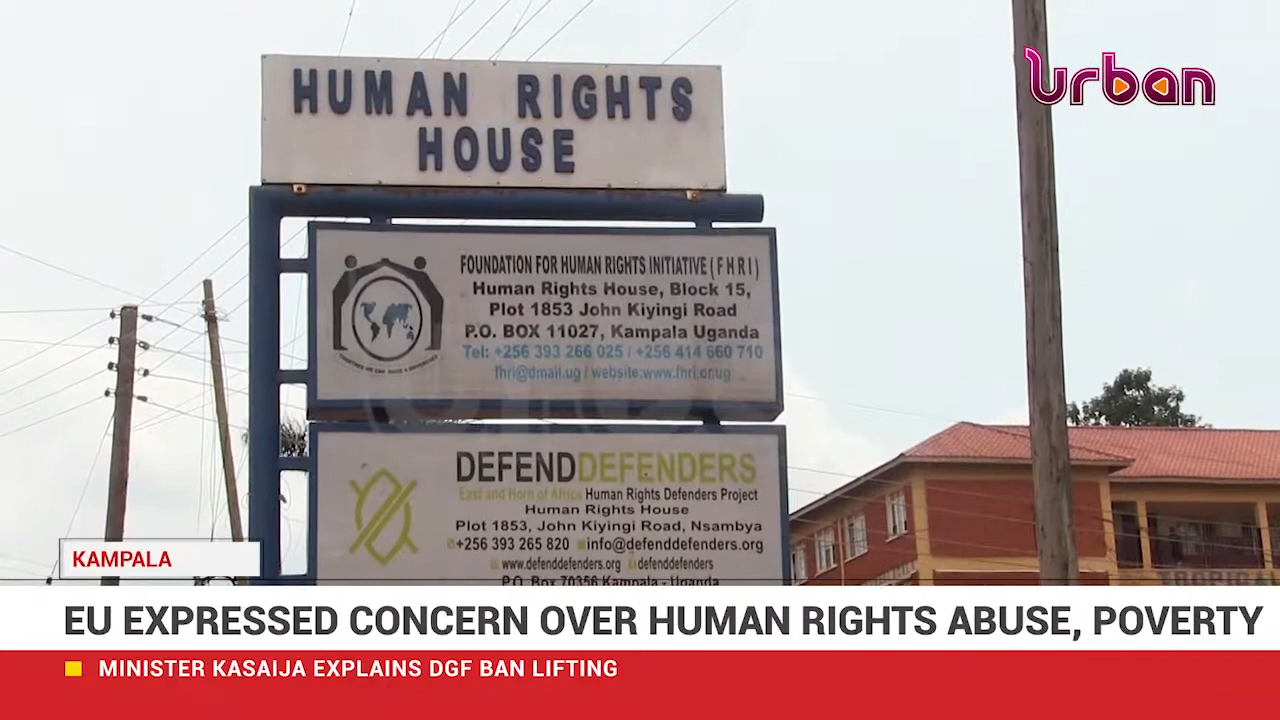 HUMAN RIGHTS
HOUSE
urban
FOUNDATION FOR HUMAN RIGHTS INITIATIVE ( F H R I )
Human Rights House, Block 15,
Plot 1853 John Kiyingi Road
P.O. BOX 11027, Kampala Uganda
Tel: +256 393 266 025 / +256 414 660 710
fhri@dmail.ug / website:www.fhri.or.ug
DEFENDDEFENDERS
East and Horn of Africa Human Rights Defenders Project
Human Rights House
Plot 1853, John Kiyingi Road, Nsambya
+256 393 265 820 info@defenddefenders.org
www.defenddefenders.org defenddefenders
P.O. Box 70356 Kampala - Uganda
TROPICAL
KAMPALA
EU EXPRESSED CONCERN OVER HUMAN RIGHTS ABUSE, POVERTY
MINISTER KASAIJA EXPLAINS DGF BAN LIFTING